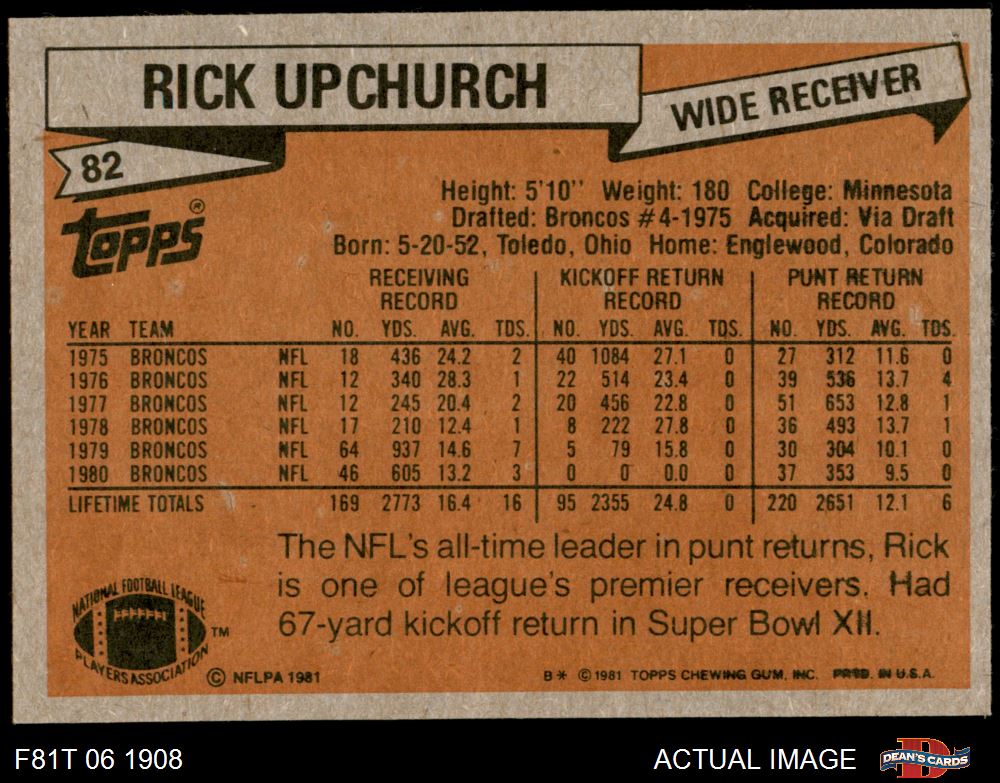 RICK UPCHURCH
WIDE RECEIVER
82
topps®
Height: 5'10'' Weight: 180 College: Minnesota
Drafted: Broncos #4-1975 Acquired: Via Draft
Born: 5-20-52, Toledo, Ohio Home: Englewood, Colorado
RECEIVING KICKOFF RETURN PUNT RETURN
RECORD RECORD RECORD
YEAR TEAM NO. YDS. AVG. TDS. NO. YDS. AVG. TDS. NO. YDS. AVG. TDS.
1975 BRONCOS NFL 18 436 24.2 2 40 1084 27.1 0 27 312 11.6 0
1976 BRONCOS NFL 12 340 28.3 1 22 514 23.4 0 39 536 13.7 4
1977 BRONCOS NFL 12 245 20.4 2 20 456 22.8 0 51 653 12.8 1
1978 BRONCOS NFL 17 210 12.4 1 8 222 27.8 0 36 493 13.7 1
1979 BRONCOS NFL 64 937 14.6 7 5 79 15.8 0 30 304 10.1 0
1980 BRONCOS NFL 46 605 13.2 3 0 0 0.0 0 37 353 9.5 0
LIFETIME TOTALS 169 2773 16.4 16 95 2355 24.8 0 220 2651 12.1 6
The NFL's all-time leader in punt returns, Rick
is one of league's premier receivers. Had
67-yard kickoff return in Super Bowl XII.
NATIONAL FOOTBALL LEAGUE
PLAYERS ASSOCIATION
TM
© NFLPA 1981
B* © 1981 TOPPS CHEWING GUM, INC. PRTD. IN U.S.A.
F81T 06 1908
ACTUAL IMAGE
DEAN'S CARDS